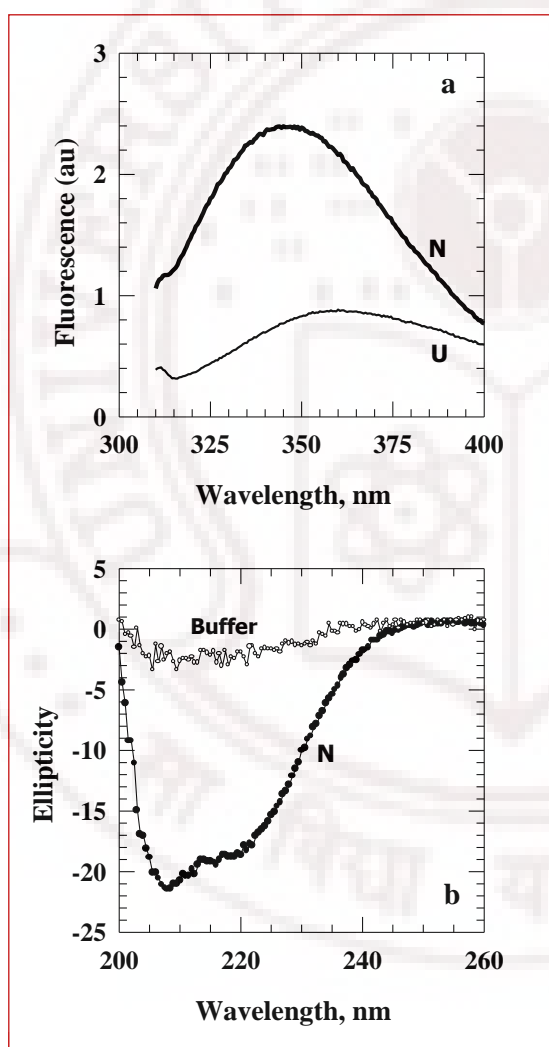 3
a
2
Fluorescence (au)
N
1
U
0
300 325 350 375 400
Wavelength, nm
5
0
Buffer
-5
Ellipticity
-10
N
-15
-20
b
-25
200 220 240 260
Wavelength, nm